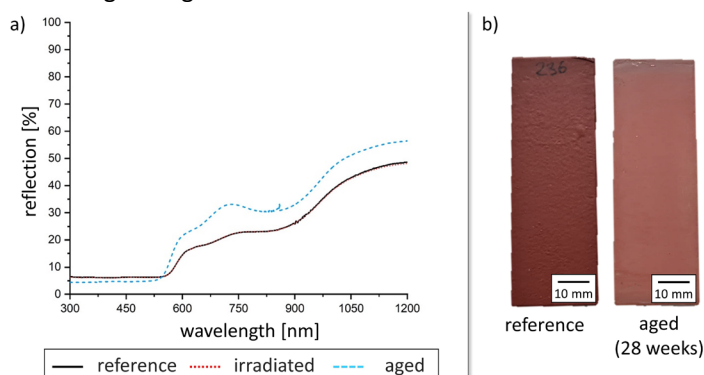 a)
100
90
80
70
60
50
40
30
20
10
0
reflection [%]
300 450 600 750 900 1050 1200
wavelength [nm]
reference irradiated aged
b)
236
10 mm
10 mm
reference
aged
(28 weeks)